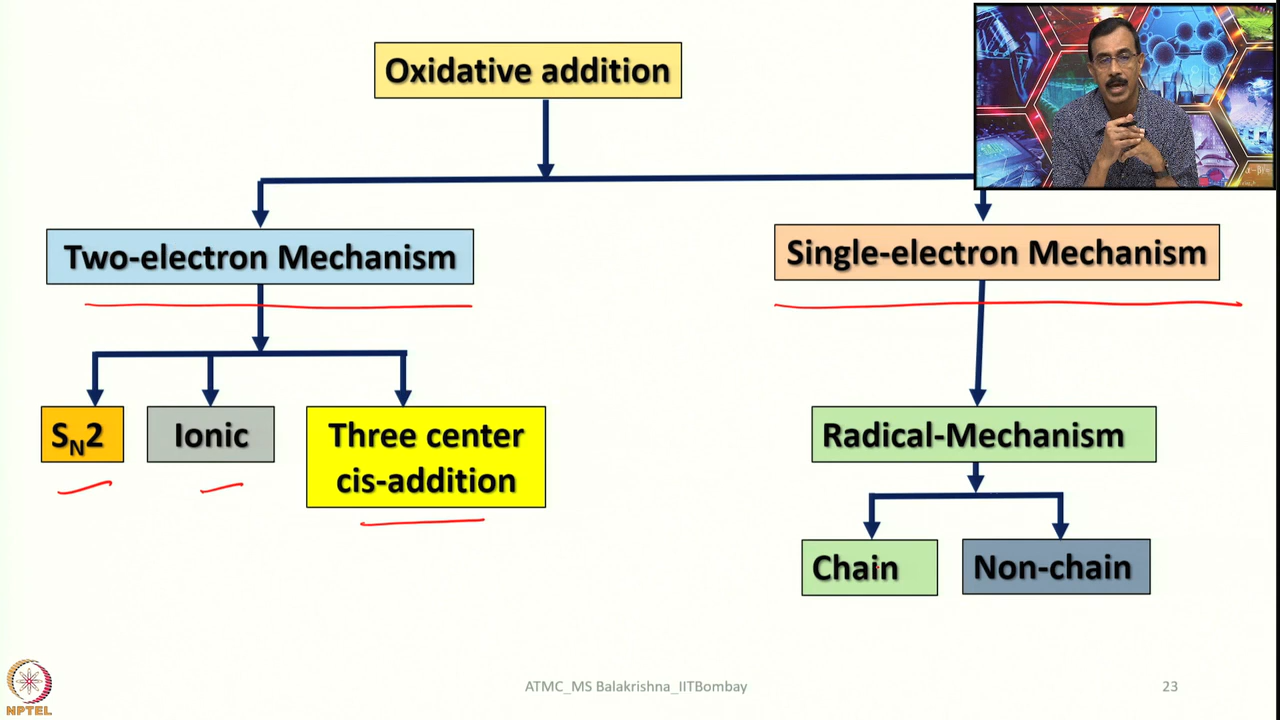 Oxidative addition
Two-electron Mechanism
Single-electron Mechanism
SN2
Ionic
Three center
cis-addition
Radical-Mechanism
Chain
Non-chain
NPTEL
ATMC_MS Balakrishna_IITBombay
23